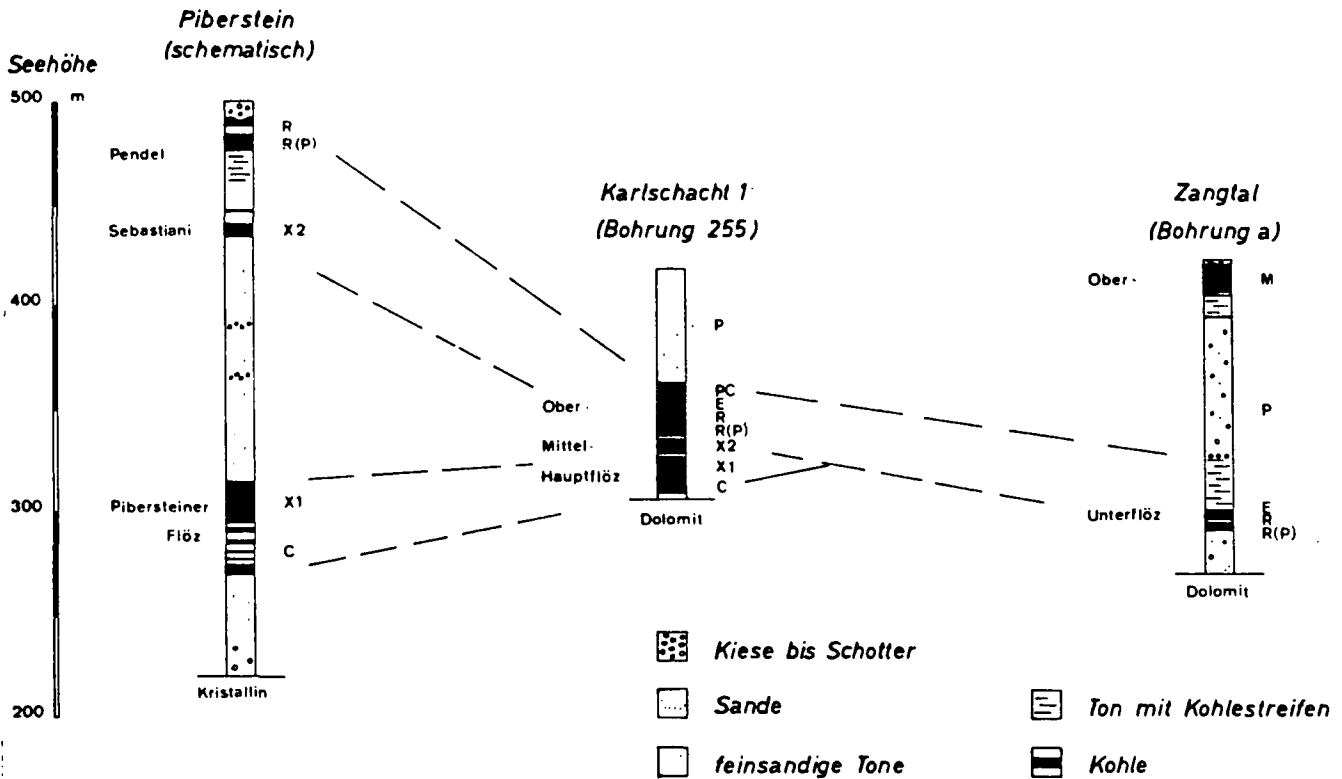 Piberstein
(schematisch)
Seehöhe
500 m
400
300
200
Pendel
Sebastiani
Pibersteiner
Flöz
R
R(P)
X2
X1
C
Kristallin
Karlschacht 1
(Bohrung 255)
Ober-
Mittel-
Hauptflöz
P
PC
E
R
R(P)
X2
X1
C
Dolomit
Zangtal
(Bohrung a)
Ober-
Unterflöz
M
P
E
R
R(P)
Dolomit
Kiese bis Schotter
Sande
feinsandige Tone
Ton mit Kohlestreifen
Kohle